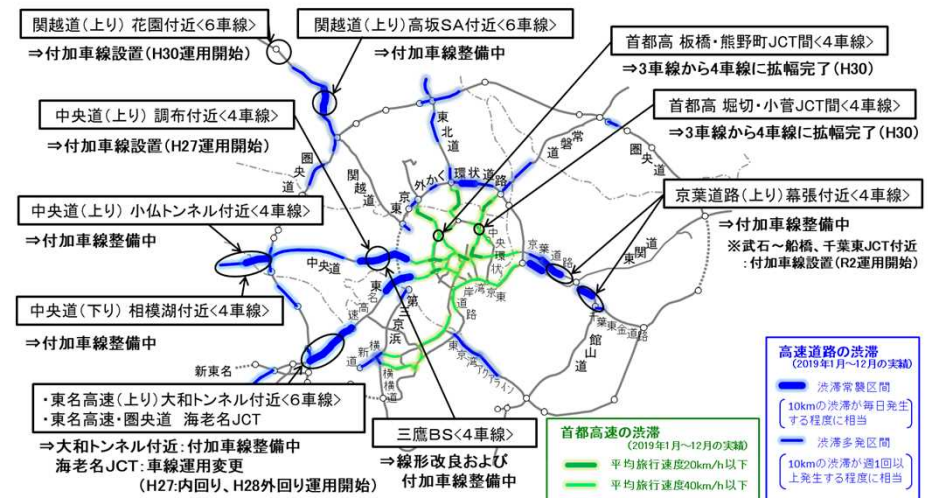 関越道(上り) 花園付近<6車線>
⇒付加車線設置(H30運用開始)
関越道(上り)高坂SA付近<6車線>
⇒付加車線整備中
首都高 板橋・熊野町JCT間<4車線>
⇒3車線から4車線に拡幅完了(H30)
中央道(上り) 調布付近<4車線>
⇒付加車線設置(H27運用開始)
首都高 堀切・小菅JCT間<4車線>
⇒3車線から4車線に拡幅完了(H30)
中央道(上り) 小仏トンネル付近<4車線>
⇒付加車線整備中
京葉道路(上り)幕張付近<4車線>
⇒付加車線整備中
※武石~船橋、千葉東JCT付近
:付加車線設置(R2運用開始)
中央道(下り) 相模湖付近<4車線>
⇒付加車線整備中
・東名高速(上り)大和トンネル付近<6車線>
・東名高速・圏央道 海老名JCT
⇒大和トンネル付近:付加車線整備中
海老名JCT:車線運用変更
(H27:内回り、H28外回り運用開始)
三鷹BS<4車線>
⇒線形改良および
付加車線整備中
圏央道
関越道
東北道
常磐道
圏央道
東京外かく環状道路
中央環状
中央道
京葉道路
東関道
東名高速
第三京浜
湾岸道路
東京
新東名
横浜新道
横横道
東京湾アクアライン
館山道
千葉東金道路
首都高速の渋滞
(2019年1月~12月の実績)
平均旅行速度20km/h以下
平均旅行速度40km/h以下
高速道路の渋滞
(2019年1月~12月の実績)
渋滞常襲区間
10kmの渋滞が毎日発生
する程度に相当
渋滞多発区間
10kmの渋滞が週1回以
上発生する程度に相当